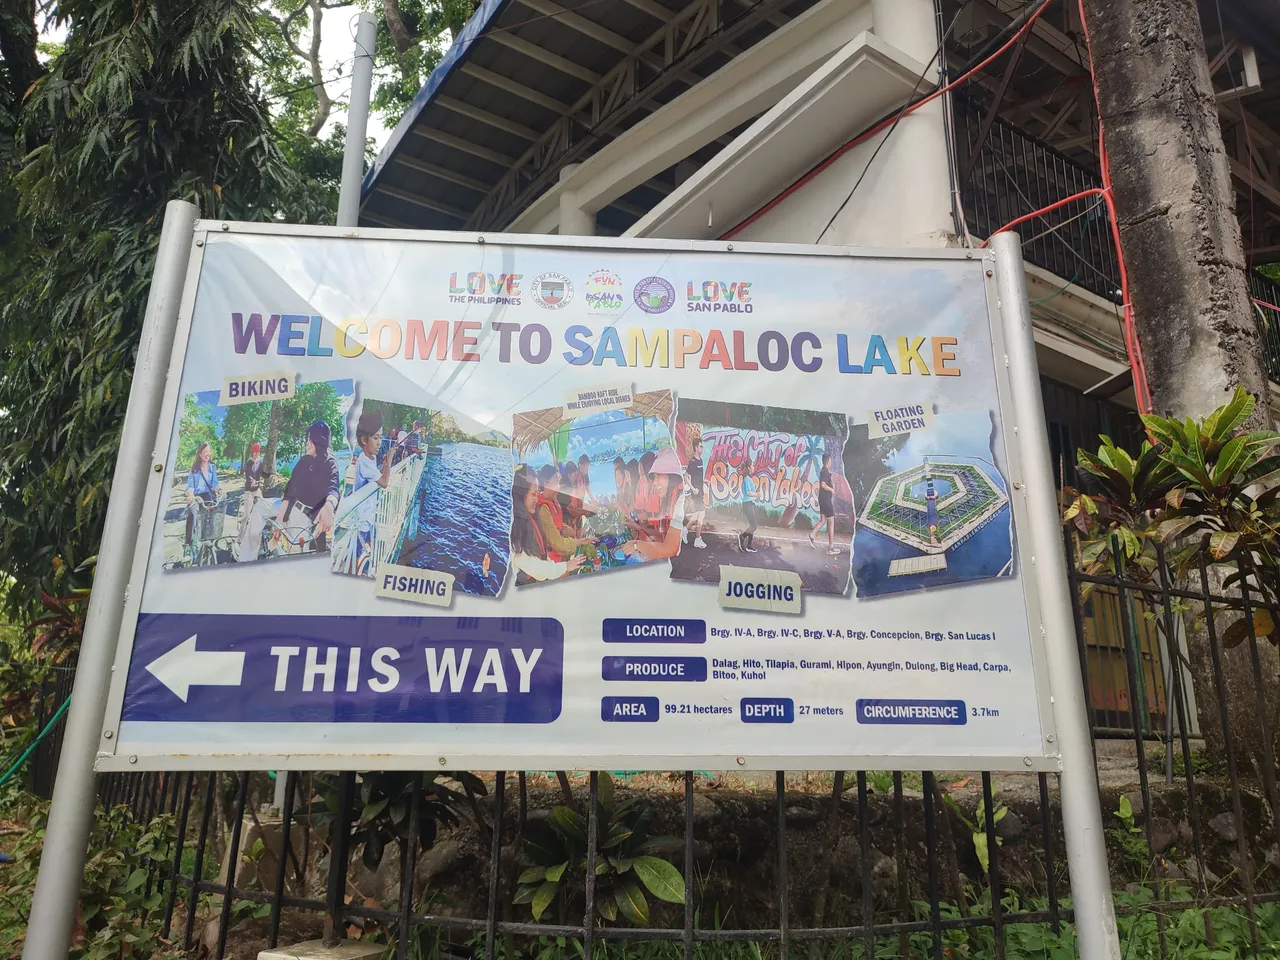 LOVE
THE PHILIPPINES
LOVE
SAN PABLO
WELCOME TO SAMPALOC LAKE
BIKING
BAMBOO RAFT RIDE
WHILE ENJOYING LOCAL DISHES
FLOATING
GARDEN
The City of
Seven Lakes
FISHING
JOGGING
THIS WAY
LOCATION Brgy. IV-A, Brgy. IV-C, Brgy. V-A, Brgy. Concepcion, Brgy. San Lucas I
PRODUCE Dalag, Hito, Tilapia, Gurami, HIpon, Ayungin, Dulong, Big Head, Carpa,
Bitoo, Kuhol
AREA 99.21 hectares DEPTH 27 meters CIRCUMFERENCE 3.7km